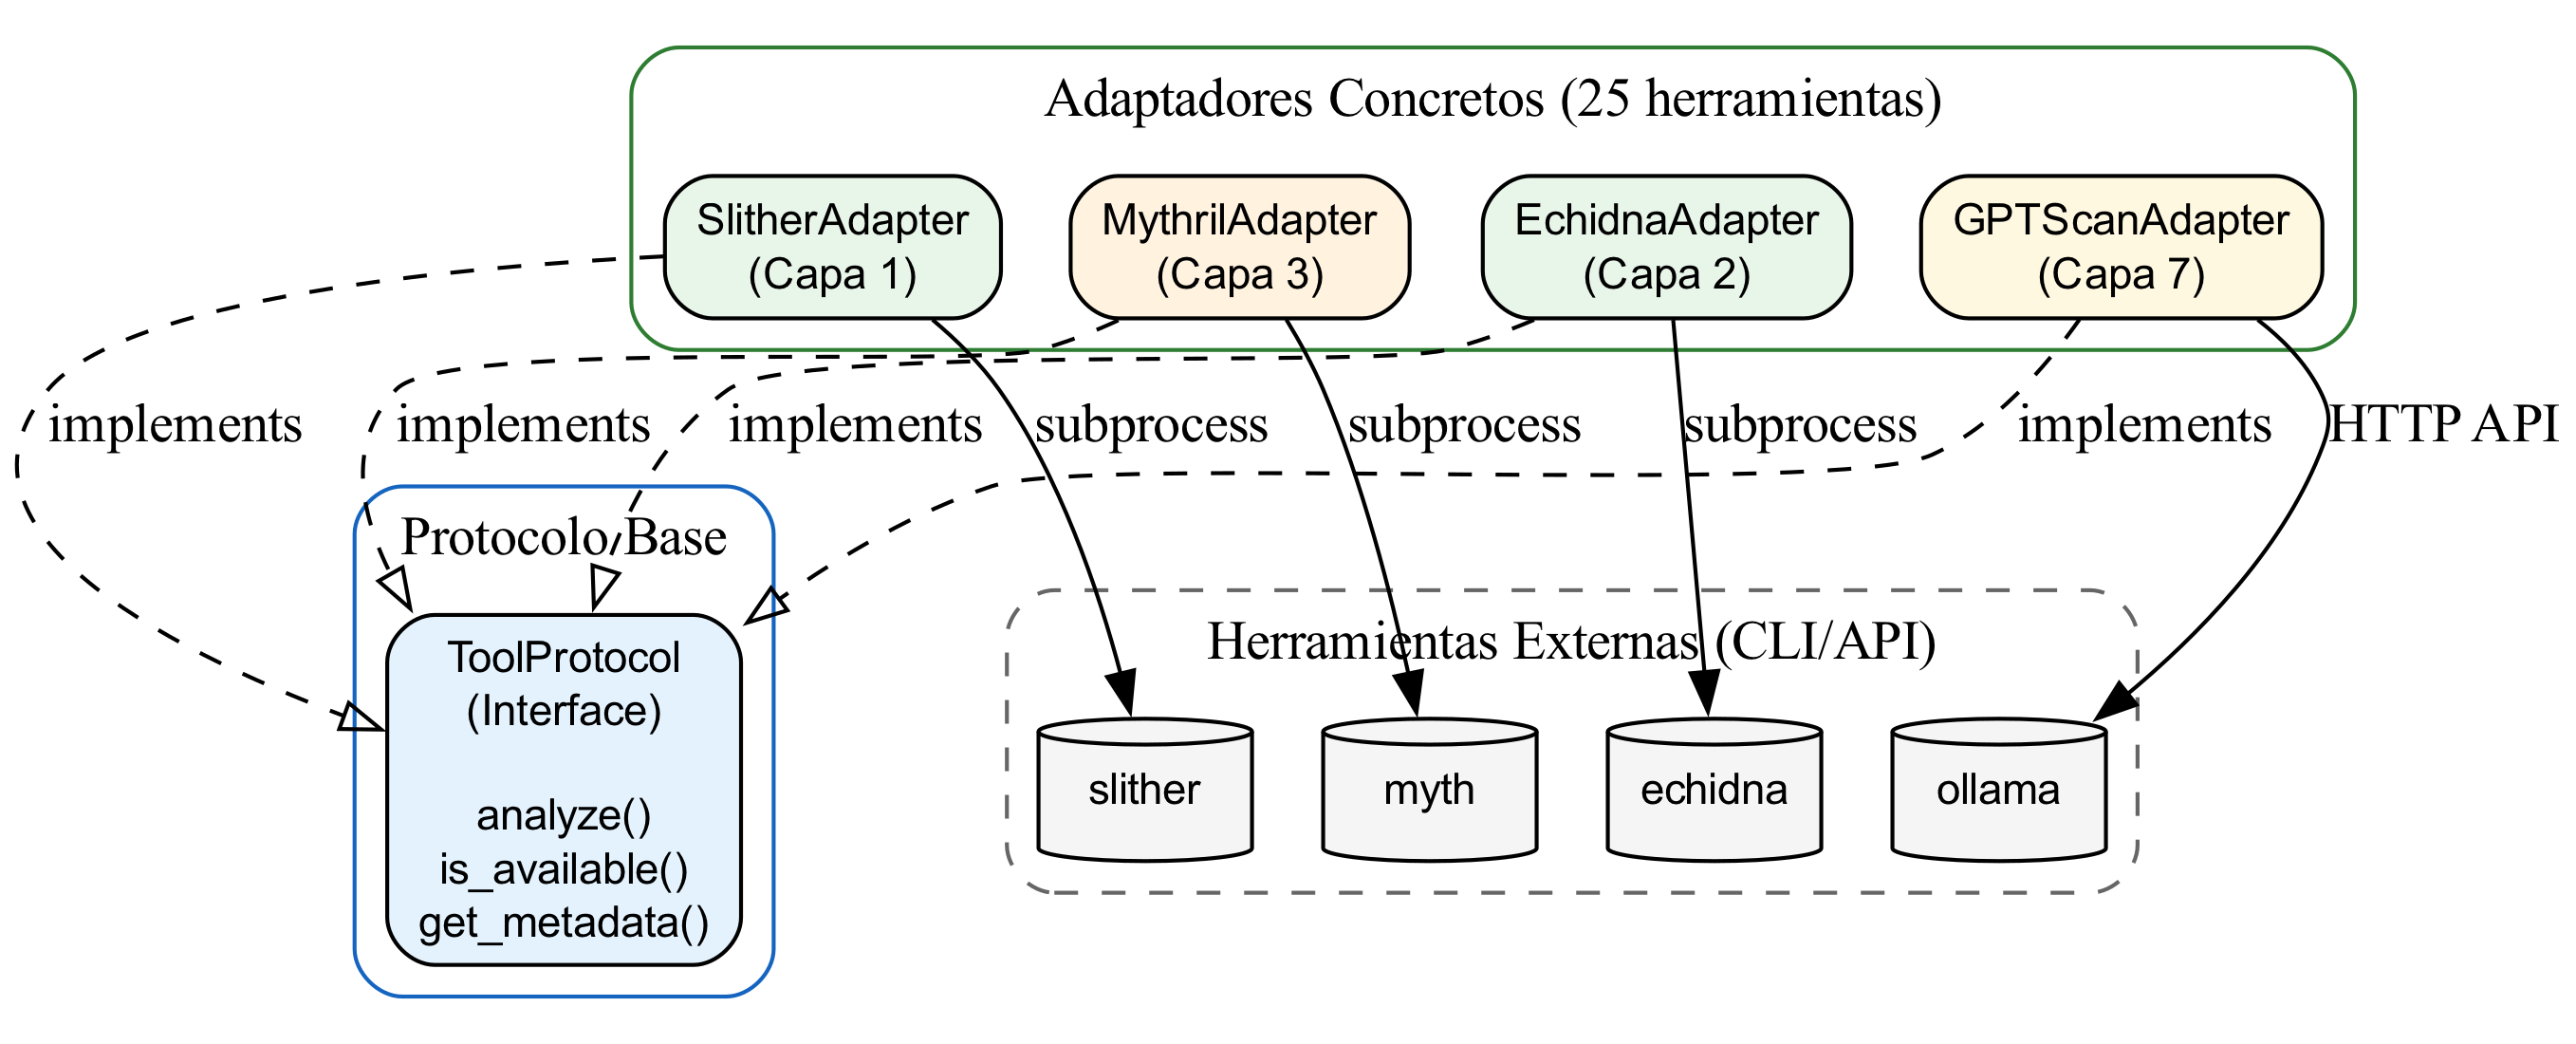 Adaptadores Concretos (25 herramientas)
SlitherAdapter
(Capa 1)
MythrilAdapter
(Capa 3)
EchidnaAdapter
(Capa 2)
GPTScanAdapter
(Capa 7)
implements
implements
implements
subprocess
subprocess
subprocess
implements
HTTP API
Protocolo Base
ToolProtocol
(Interface)
analyze()
is_available()
get_metadata()
Herramientas Externas (CLI/API)
slither
myth
echidna
ollama